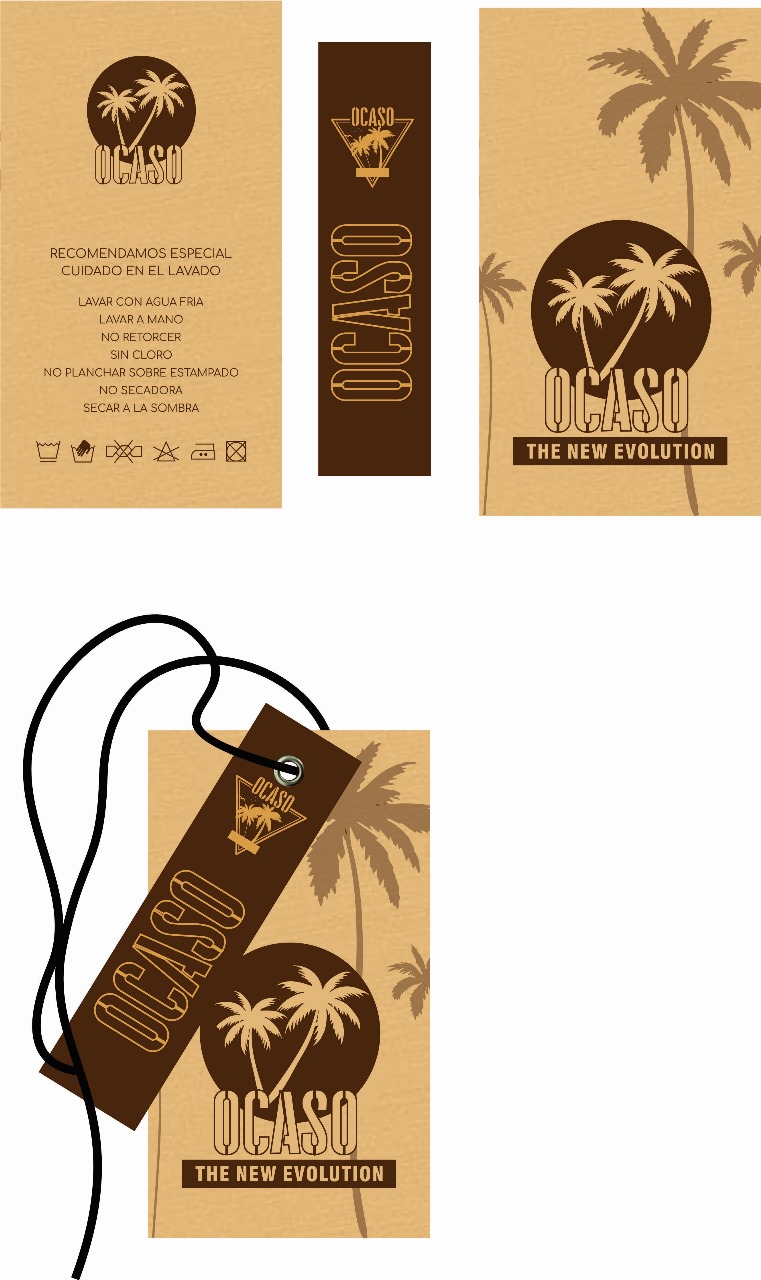 OCASO
RECOMENDAMOS ESPECIAL
CUIDADO EN EL LAVADO
LAVAR CON AGUA FRIA
LAVAR A MANO
NO RETORCER
SIN CLORO
NO PLANCHAR SOBRE ESTAMPADO
NO SECADORA
SECAR A LA SOMBRA
OCASO
OCASO
OCASO
THE NEW EVOLUTION
OCASO
OCASO
OCASO
THE NEW EVOLUTION